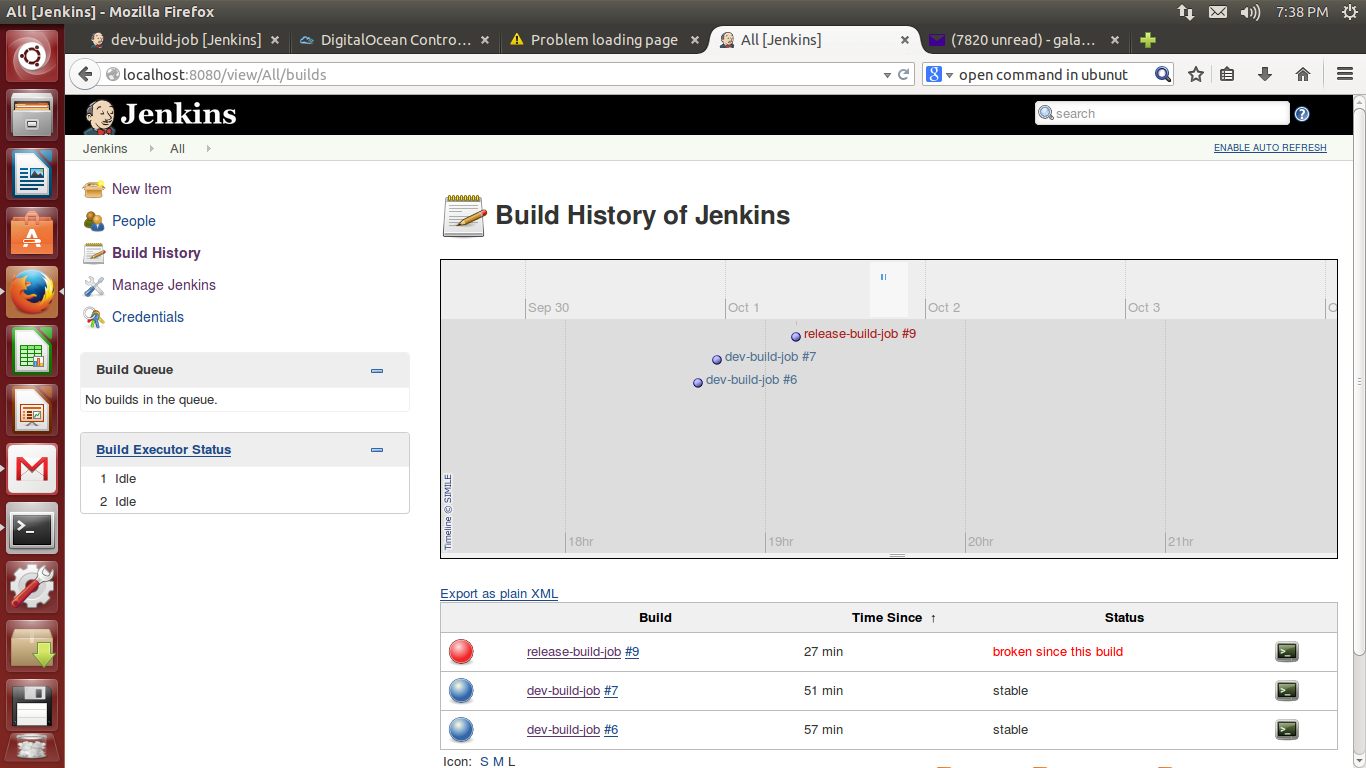 All [Jenkins] - Mozilla Firefox
7:38 PM
dev-build-job [Jenkins]
DigitalOcean Contro...
Problem loading page
All [Jenkins]
(7820 unread) - gala...
localhost:8080/view/All/builds
open command in ubunut
Jenkins
search
Jenkins
All
ENABLE AUTO REFRESH
New Item
People
Build History
Manage Jenkins
Credentials
Build Queue
No builds in the queue.
Build Executor Status
1 Idle
2 Idle
Build History of Jenkins
Sep 30
Oct 1
Oct 2
Oct 3
release-build-job #9
dev-build-job #7
dev-build-job #6
Timeline © SIMILE
18hr
19hr
20hr
21hr
Export as plain XML
Build Time Since ↑ Status
release-build-job #9 27 min broken since this build
dev-build-job #7 51 min stable
dev-build-job #6 57 min stable
Icon: S M L